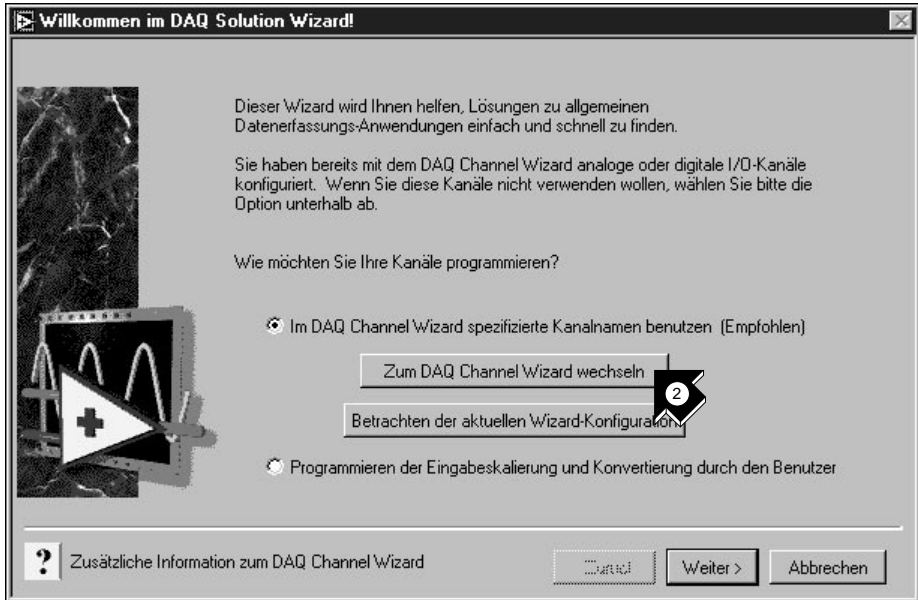 Willkommen im DAQ Solution Wizard!
Dieser Wizard wird Ihnen helfen, Lösungen zu allgemeinen
Datenerfassungs-Anwendungen einfach und schnell zu finden.
Sie haben bereits mit dem DAQ Channel Wizard analoge oder digitale I/O-Kanäle
konfiguriert. Wenn Sie diese Kanäle nicht verwenden wollen, wählen Sie bitte die
Option unterhalb ab.
Wie möchten Sie Ihre Kanäle programmieren?
Im DAQ Channel Wizard spezifizierte Kanalnamen benutzen (Empfohlen)
Zum DAQ Channel Wizard wechseln
2
Betrachten der aktuellen Wizard-Konfiguration
Programmieren der Eingabeskalierung und Konvertierung durch den Benutzer
? Zusätzliche Information zum DAQ Channel Wizard
Weiter >
Abbrechen